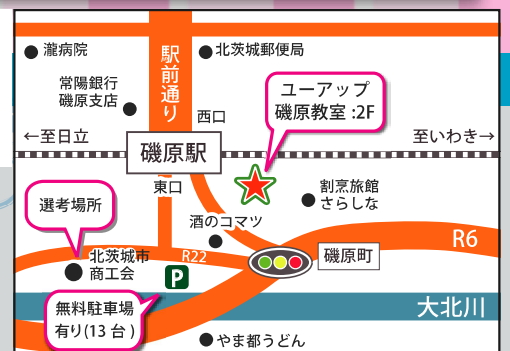 瀧病院
北茨城郵便局
駅前通り
常陽銀行
磯原支店
ユーアップ
磯原教室:2F
西口
←至日立
至いわき→
磯原駅
東口
選考場所
割烹旅館
さらしな
酒のコマツ
R6
北茨城市
商工会
R22
磯原町
P
無料駐車場
有り(13台)
大北川
やま都うどん